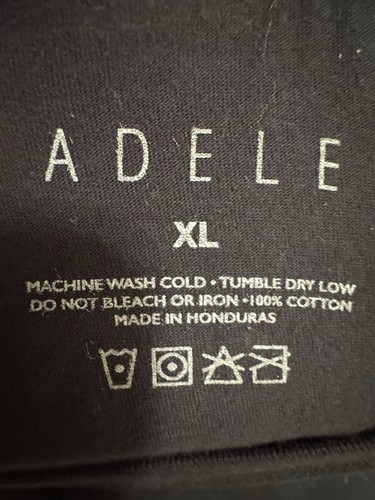 ADELE
XL
MACHINE WASH COLD • TUMBLE DRY LOW
DO NOT BLEACH OR IRON • 100% COTTON
MADE IN HONDURAS